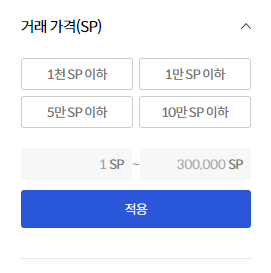 거래 가격(SP)
1천 SP 이하 1만 SP 이하
5만 SP 이하 10만 SP 이하
1 SP ~ 300,000 SP
적용